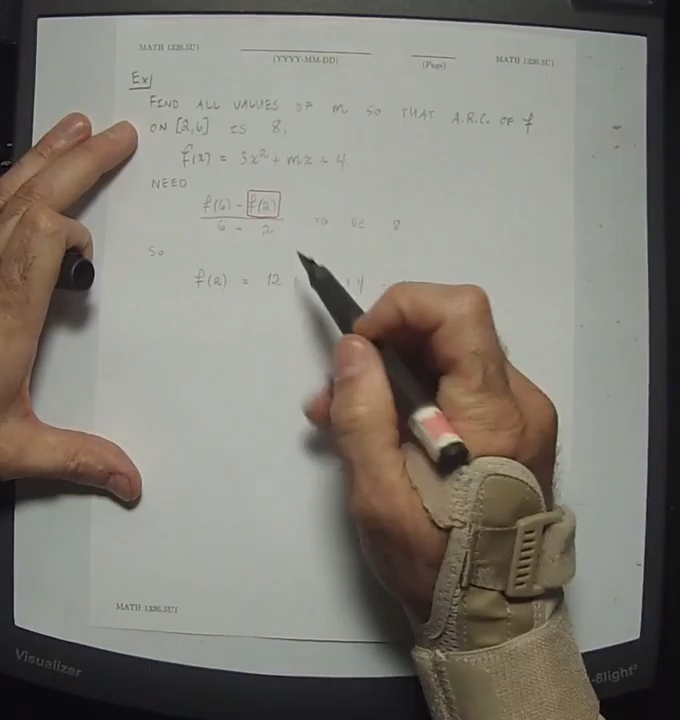 MATH 1326.5U1 (YYYY-MM-DD) (Page) MATH 1326.5U1
Ex/
FIND ALL VALUES OF m SO THAT A.R.C. OF f
ON [2,6] IS 8,
f(x) = 3x² + mx + 4
NEED
f(6) - f(2)
6 - 2 TO BE 8
SO
f(2) = 12 4
MATH 1326.5U1
Visualizer
-8light³